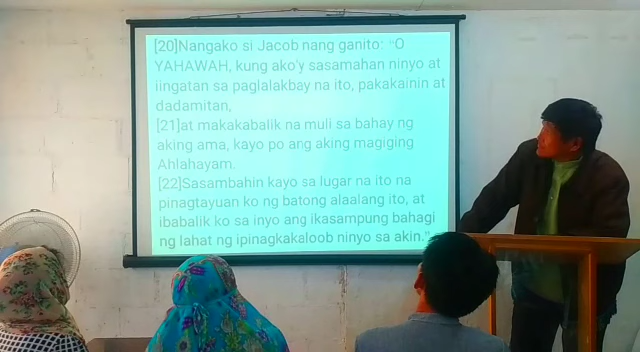 [20]Nangako si Jacob nang ganito: "O
YAHAWAH, kung ako'y sasamahan ninyo at
iingatan sa paglalakbay na ito, pakakainin at
dadamitan,
[21]at makakabalik na muli sa bahay ng
aking ama, kayo po ang aking magiging
Ahlahayam.
[22]Sasambahin kayo sa lugar na ito na
pinagtayuan ko ng batong alaalang ito, at
ibabalik ko sa inyo ang ikasampung bahagi
ng lahat ng ipinagkakaloob ninyo sa akin."